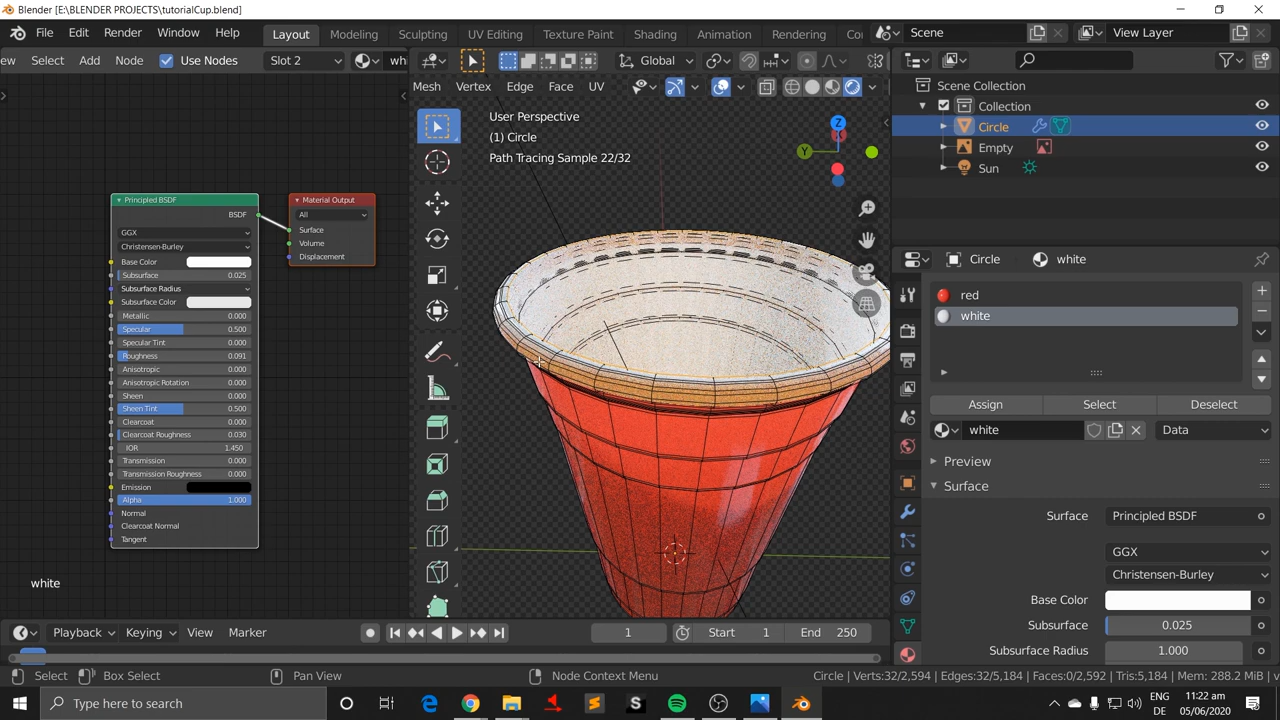 Blender [E:\BLENDER PROJECTS\tutorialCup.blend]
File Edit Render Window Help Layout Modeling Sculpting UV Editing Texture Paint Shading Animation Rendering Co Scene View Layer
ew Select Add Node Use Nodes Slot 2 wh Global
Mesh Vertex Edge Face UV
User Perspective
(1) Circle
Path Tracing Sample 22/32
Z
Y
Scene Collection
Collection
Circle
Empty
Sun
Principled BSDF
BSDF
GGX
Christensen-Burley
Base Color
Subsurface 0.025
Subsurface Radius
Subsurface Color
Metallic 0.000
Specular 0.500
Specular Tint 0.000
Roughness 0.091
Anisotropic 0.000
Anisotropic Rotation 0.000
Sheen 0.000
Sheen Tint 0.500
Clearcoat 0.000
Clearcoat Roughness 0.030
IOR 1.450
Transmission 0.000
Transmission Roughness 0.000
Emission
Alpha 1.000
Normal
Clearcoat Normal
Tangent
Material Output
All
Surface
Volume
Displacement
white
Circle white
red
white
Assign Select Deselect
white Data
Preview
Surface
Surface Principled BSDF
GGX
Christensen-Burley
Base Color
Subsurface 0.025
Subsurface Radius 1.000
Playback Keying View Marker 1 Start 1 End 250
Select Box Select Pan View Node Context Menu Circle | Verts:32/2,594 | Edges:32/5,184 | Faces:0/2,592 | Tris:5,184 | Mem: 288.2 MiB | v
Type here to search
ENG
DE
11:22 am
05/06/2020